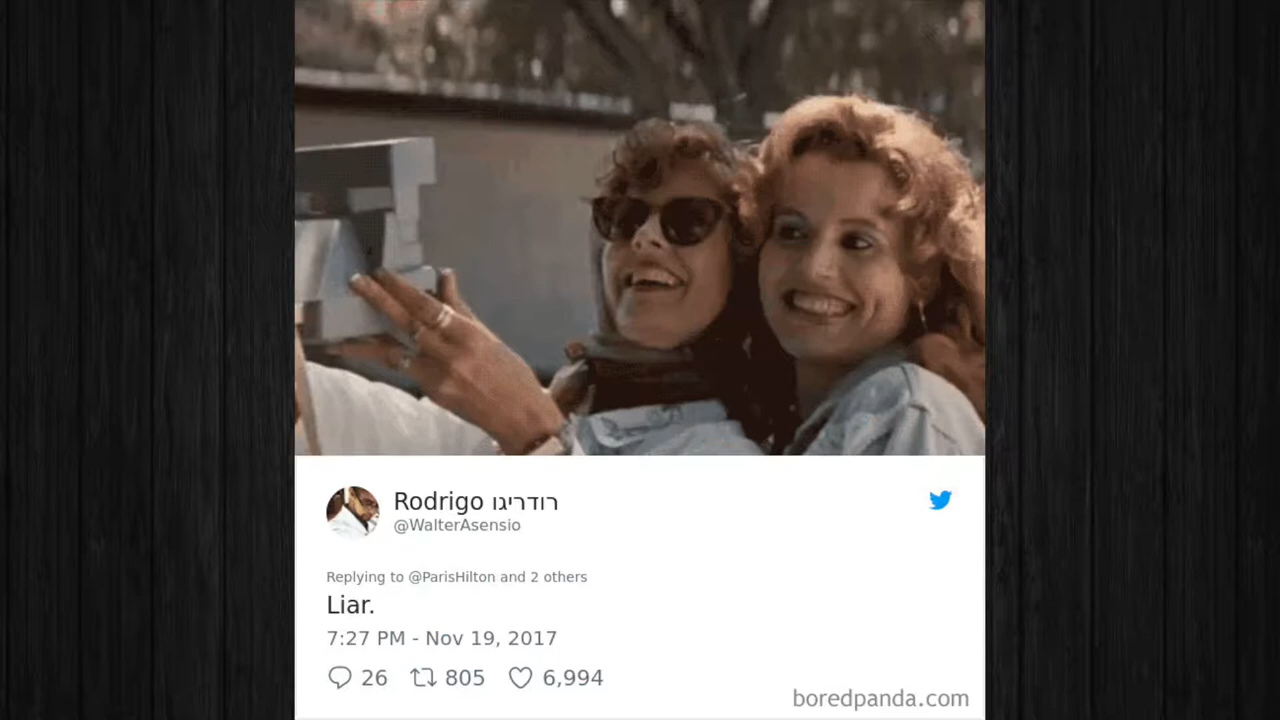 Rodrigo רודריגו
@WalterAsensio
Replying to @ParisHilton and 2 others
Liar.
7:27 PM - Nov 19, 2017
26 805 6,994
boredpanda.com